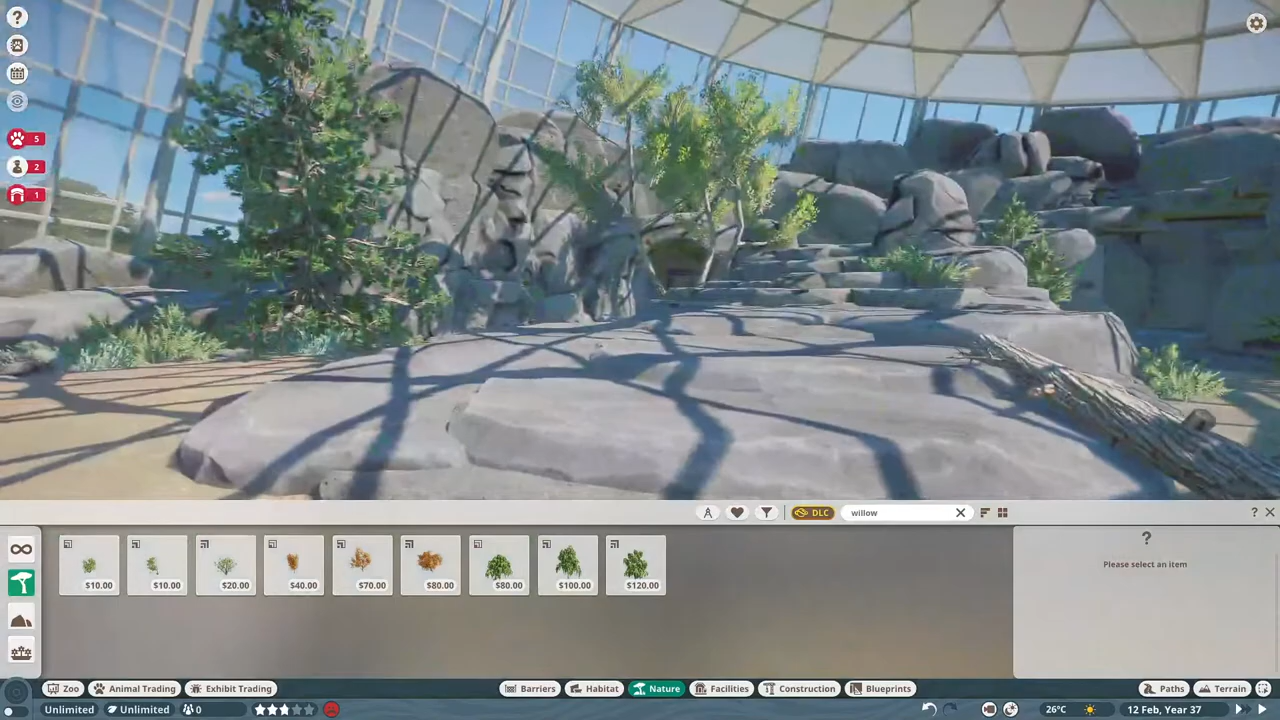 ?
5
2
1
DLC
willow
?
$10.00
$10.00
$20.00
$40.00
$70.00
$80.00
$80.00
$100.00
$120.00
?
Please select an item
Zoo
Animal Trading
Exhibit Trading
Barriers
Habitat
Nature
Facilities
Construction
Blueprints
Paths
Terrain
Unlimited
Unlimited
0
26°C
12 Feb, Year 37